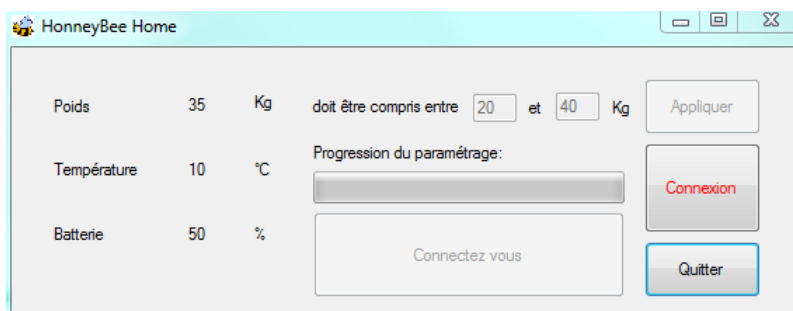 HonneyBee Home
Poids 35 Kg doit être compris entre 20 et 40 Kg Appliquer
Progression du paramétrage:
Température 10 °C
Connexion
Batterie 50 %
Connectez vous
Quitter